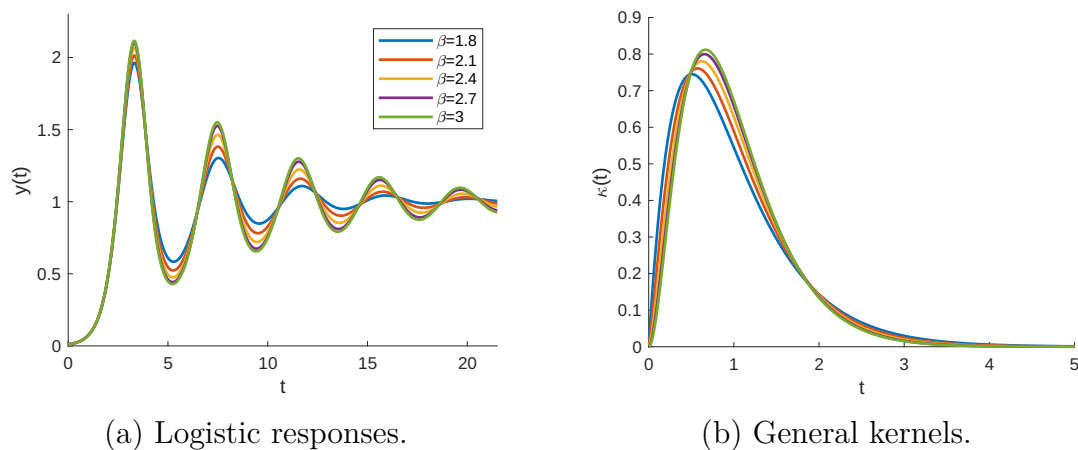 2
1.5
1
0.5
0
y(t)
0
5
10
15
20
t
β=1.8
β=2.1
β=2.4
β=2.7
β=3
(a) Logistic responses.
0.9
0.8
0.7
0.6
0.5
0.4
0.3
0.2
0.1
0
κ(t)
0
1
2
3
4
5
t
(b) General kernels.